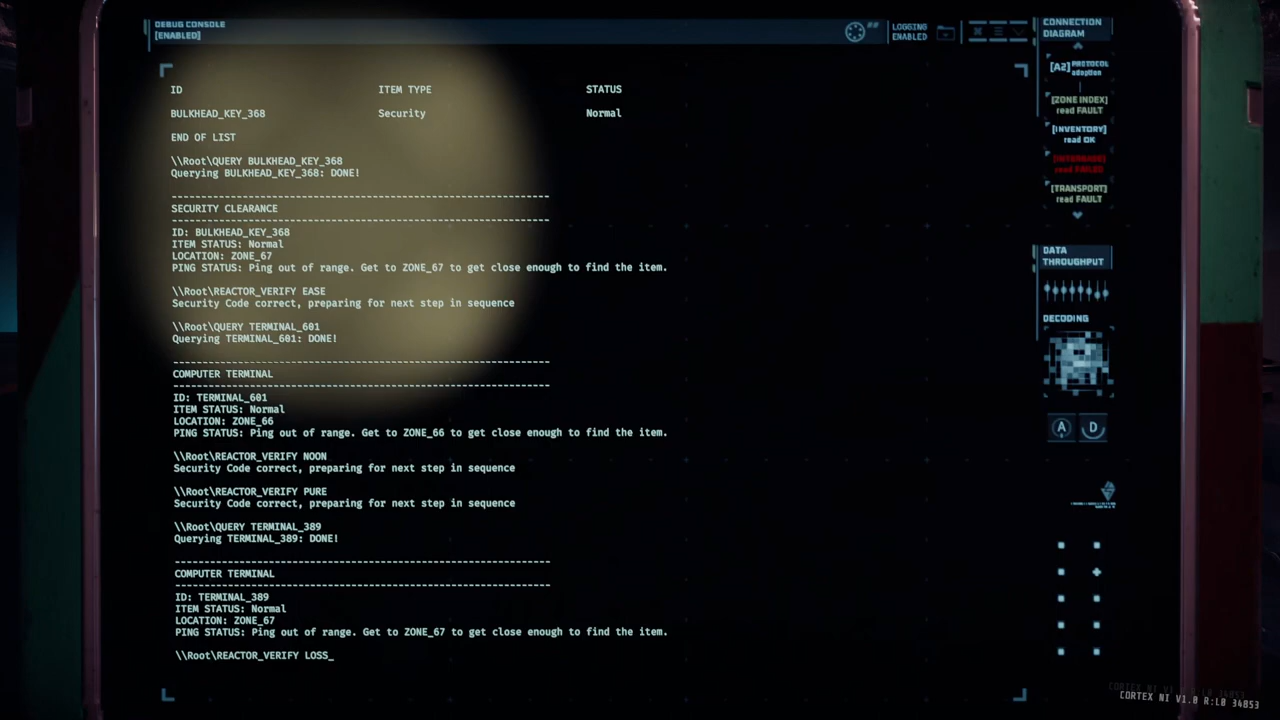 DEBUG CONSOLE
[ENABLED]
LOGGING
ENABLED
ID ITEM TYPE STATUS
BULKHEAD_KEY_368 Security Normal
END OF LIST
\\Root\QUERY BULKHEAD_KEY_368
Querying BULKHEAD_KEY_368: DONE!
----------------------------------------------------------------
SECURITY CLEARANCE
----------------------------------------------------------------
ID: BULKHEAD_KEY_368
ITEM STATUS: Normal
LOCATION: ZONE_67
PING STATUS: Ping out of range. Get to ZONE_67 to get close enough to find the item.
\\Root\REACTOR_VERIFY EASE
Security Code correct, preparing for next step in sequence
\\Root\QUERY TERMINAL_601
Querying TERMINAL_601: DONE!
----------------------------------------------------------------
COMPUTER TERMINAL
----------------------------------------------------------------
ID: TERMINAL_601
ITEM STATUS: Normal
LOCATION: ZONE_66
PING STATUS: Ping out of range. Get to ZONE_66 to get close enough to find the item.
\\Root\REACTOR_VERIFY NOON
Security Code correct, preparing for next step in sequence
\\Root\REACTOR_VERIFY PURE
Security Code correct, preparing for next step in sequence
\\Root\QUERY TERMINAL_389
Querying TERMINAL_389: DONE!
----------------------------------------------------------------
COMPUTER TERMINAL
----------------------------------------------------------------
ID: TERMINAL_389
ITEM STATUS: Normal
LOCATION: ZONE_67
PING STATUS: Ping out of range. Get to ZONE_67 to get close enough to find the item.
\\Root\REACTOR_VERIFY LOSS_
CONNECTION
DIAGRAM
[A2] PROTOCOL
adoption
[ZONE INDEX]
read FAULT
[INVENTORY]
read OK
read FAILED
[TRANSPORT]
read FAULT
DATA
THROUGHPUT
DECODING
A D
CORTEX NI V1.0 R:L0 34853